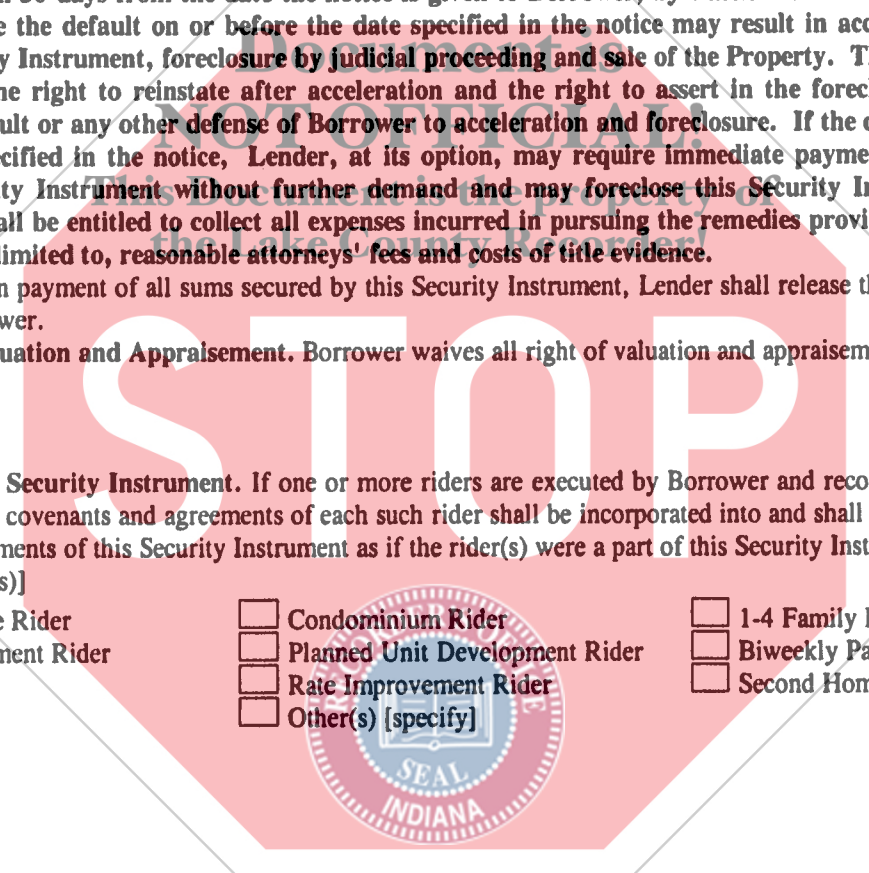 e the default on or before the date specified in the notice may result in acc
y Instrument, foreclosure by judicial proceeding and sale of the Property. T
he right to reinstate after acceleration and the right to assert in the forecl
ult or any other defense of Borrower to acceleration and foreclosure. If the d
ecified in the notice, Lender, at its option, may require immediate payme
ity Instrument without further demand and may foreclose this Security In
all be entitled to collect all expenses incurred in pursuing the remedies provi
limited to, reasonable attorneys' fees and costs of title evidence.
n payment of all sums secured by this Security Instrument, Lender shall release th
wer.
uation and Appraisement. Borrower waives all right of valuation and appraisem
Security Instrument. If one or more riders are executed by Borrower and reco
covenants and agreements of each such rider shall be incorporated into and shall
ments of this Security Instrument as if the rider(s) were a part of this Security Inst
s)]
e Rider
Condominium Rider
1-4 Family
ment Rider
Planned Unit Development Rider
Biweekly Pa
Rate Improvement Rider
Second Hom
Other(s) [specify]
Document is
NOT OFFICIAL!
This Document is the property of
the Lake County Recorder!
STOP
SEAL
INDIANA